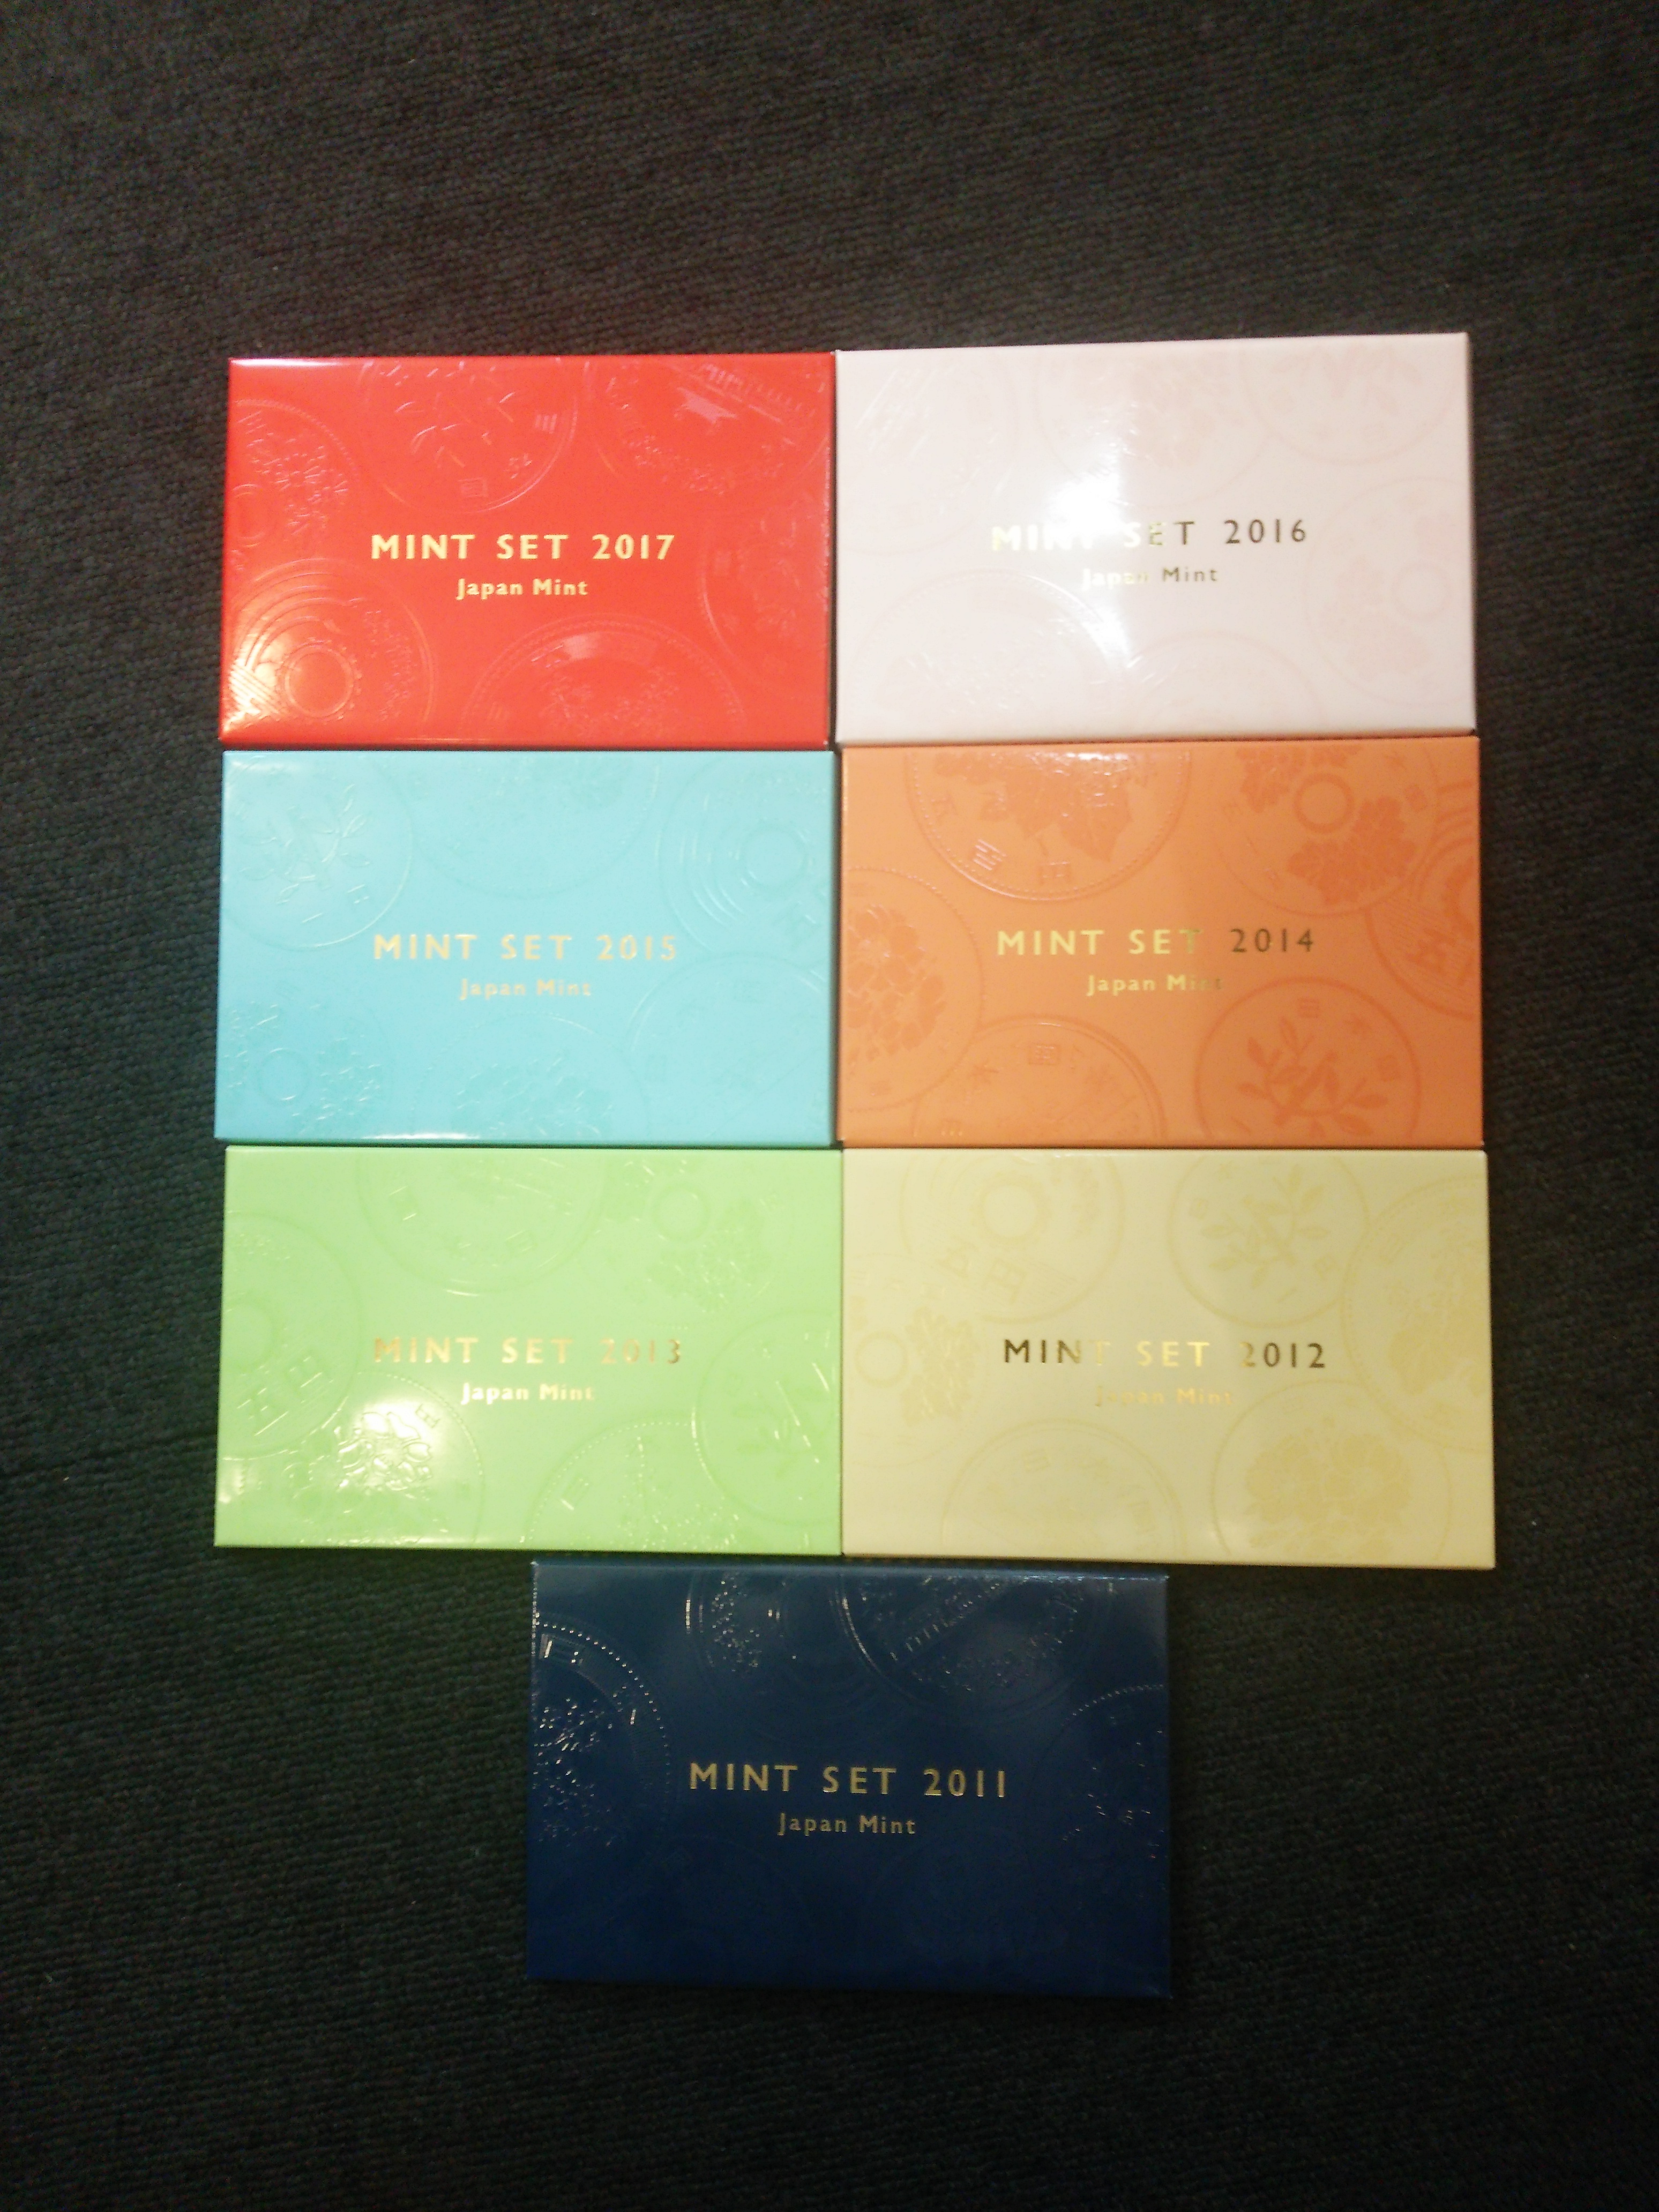 MINT SET 2017
Japan Mint
MINT SET 2016
Japan Mint
MINT SET 2015
Japan Mint
MINT SET 2014
Japan Mint
MINT SET 2013
Japan Mint
MINT SET 2012
Japan Mint
MINT SET 2011
Japan Mint